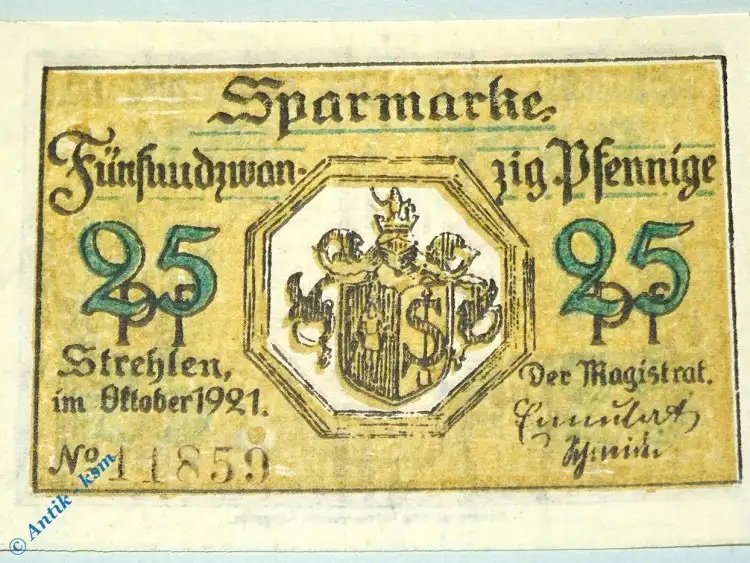 Sparmarke
Fünfundzwan- zig Pfennige
25 25
Pf Pf
Strehlen,
im Oktober 1921.
Der Magistrat.
No 11859
© Antik . ksm